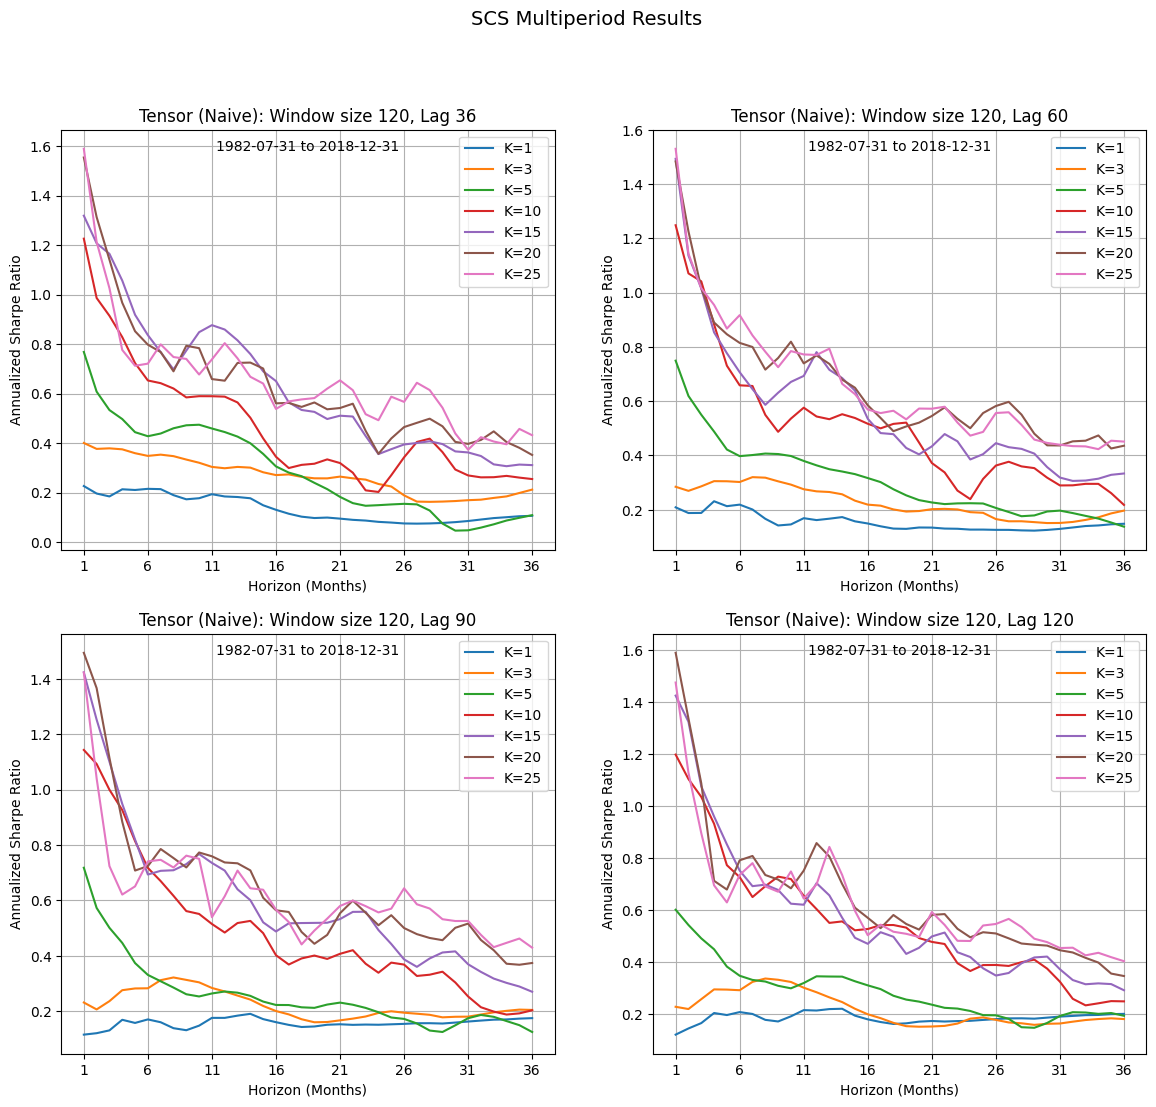 SCS Multiperiod Results
Tensor (Naive): Window size 120, Lag 36
1982-07-31 to 2018-12-31
K=1
K=3
K=5
K=10
K=15
K=20
K=25
1.6
1.4
1.2
1.0
0.8
0.6
0.4
0.2
0.0
Annualized Sharpe Ratio
1 6 11 16 21 26 31 36
Horizon (Months)
Tensor (Naive): Window size 120, Lag 60
1982-07-31 to 2018-12-31
K=1
K=3
K=5
K=10
K=15
K=20
K=25
1.6
1.4
1.2
1.0
0.8
0.6
0.4
0.2
Annualized Sharpe Ratio
1 6 11 16 21 26 31 36
Horizon (Months)
Tensor (Naive): Window size 120, Lag 90
1982-07-31 to 2018-12-31
K=1
K=3
K=5
K=10
K=15
K=20
K=25
1.4
1.2
1.0
0.8
0.6
0.4
0.2
Annualized Sharpe Ratio
1 6 11 16 21 26 31 36
Horizon (Months)
Tensor (Naive): Window size 120, Lag 120
1982-07-31 to 2018-12-31
K=1
K=3
K=5
K=10
K=15
K=20
K=25
1.6
1.4
1.2
1.0
0.8
0.6
0.4
0.2
Annualized Sharpe Ratio
1 6 11 16 21 26 31 36
Horizon (Months)